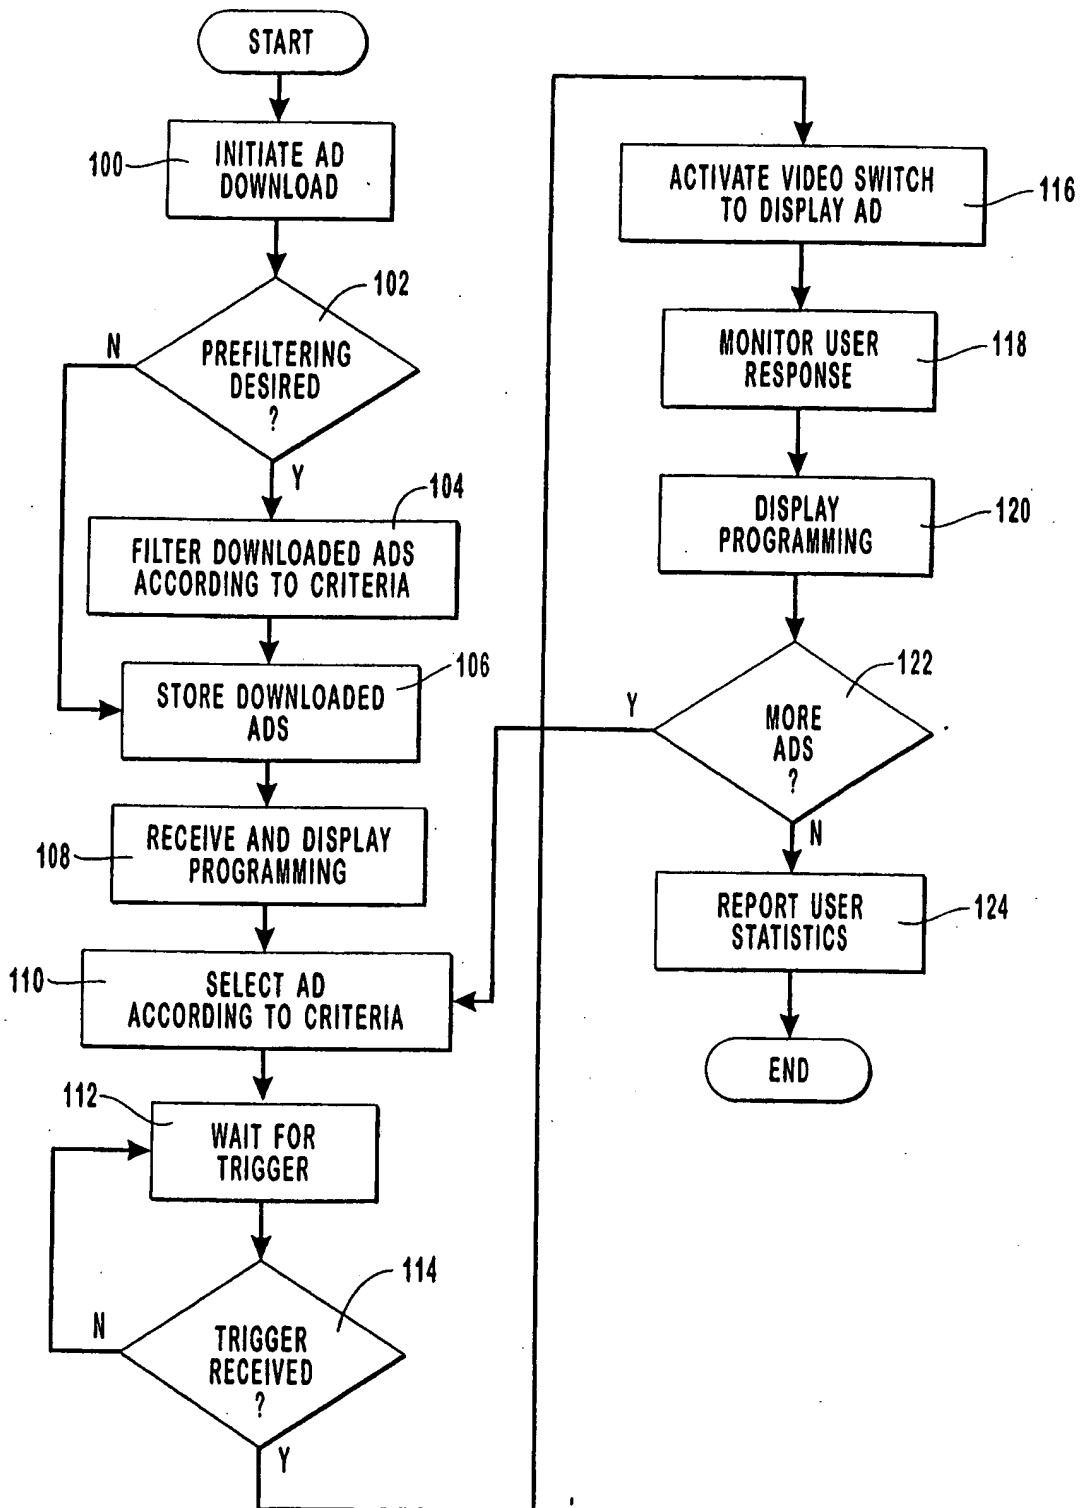 START
100
INITIATE AD
DOWNLOAD
102
N
PREFILTERING
DESIRED
?
Y
104
FILTER DOWNLOADED ADS
ACCORDING TO CRITERIA
106
STORE DOWNLOADED
ADS
108
RECEIVE AND DISPLAY
PROGRAMMING
110
SELECT AD
ACCORDING TO CRITERIA
112
WAIT FOR
TRIGGER
114
N
TRIGGER
RECEIVED
?
Y
ACTIVATE VIDEO SWITCH
TO DISPLAY AD
116
MONITOR USER
RESPONSE
118
DISPLAY
PROGRAMMING
120
122
Y
MORE
ADS
?
N
REPORT USER
STATISTICS
124
END